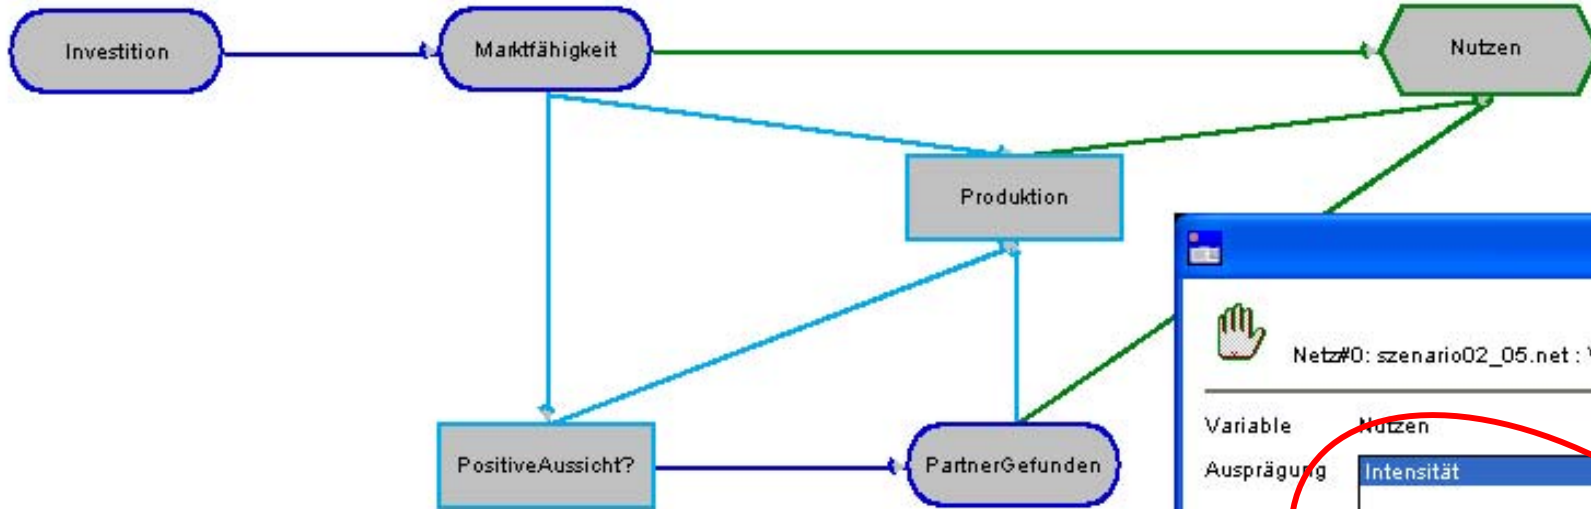 Investition
Marktfähigkeit
Nutzen
Produktion
PositiveAussicht?
PartnerGefunden
Netz#0: szenario02_05.net :
Variable Nutzen
Ausprägung Intensität